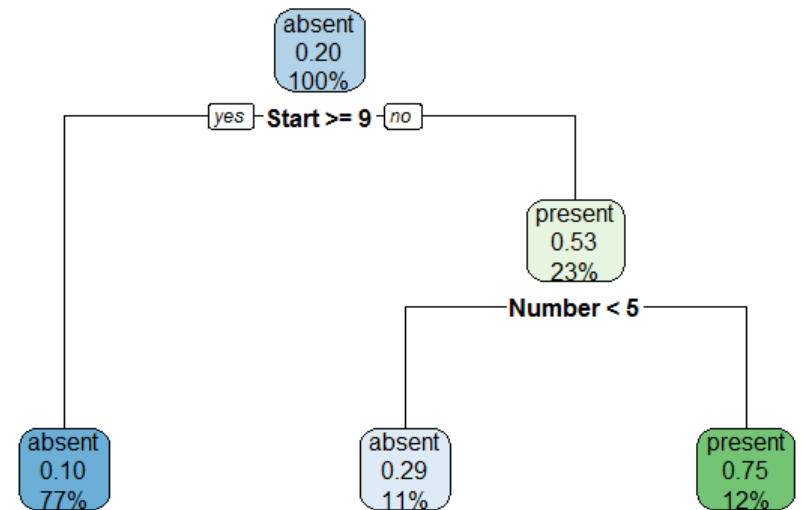 absent
0.20
100%
yes Start >= 9 no
present
0.53
23%
Number < 5
absent
0.10
77%
absent
0.29
11%
present
0.75
12%